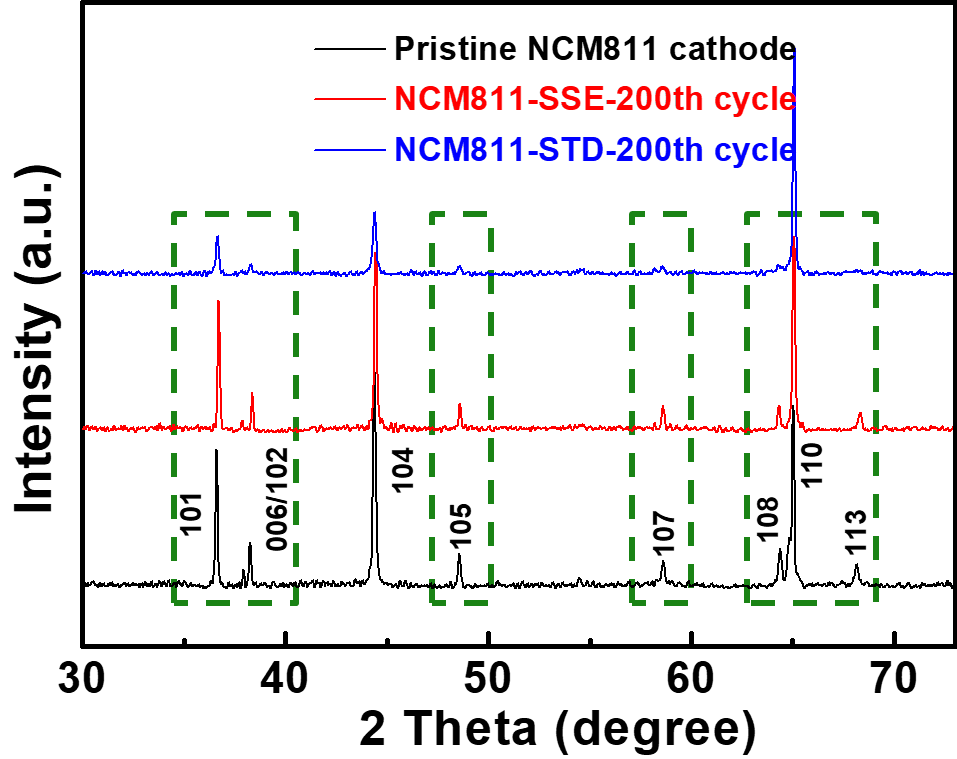 Pristine NCM811 cathode
NCM811-SSE-200th cycle
NCM811-STD-200th cycle
Intensity (a.u.)
101
006/102
104
105
107
108
110
113
30
40
50
60
70
2 Theta (degree)